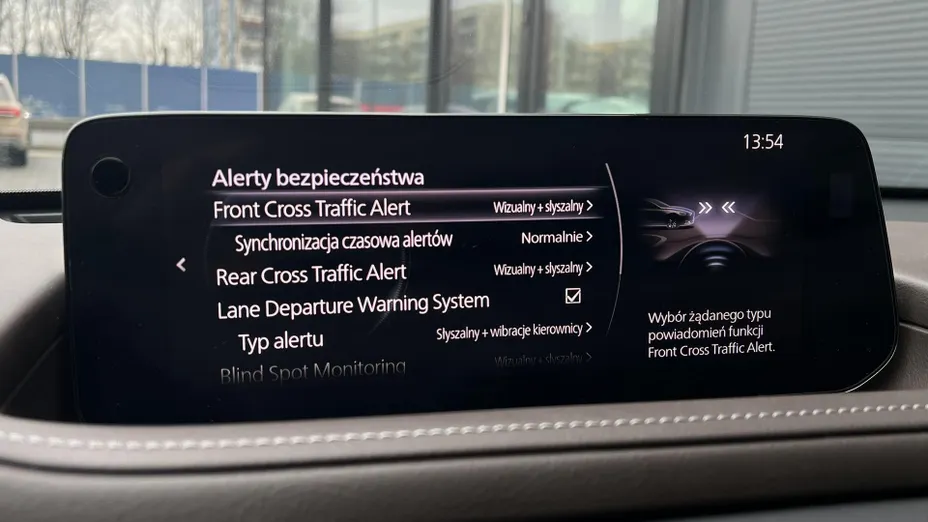 13:54
Alerty bezpieczeństwa
Front Cross Traffic Alert Wizualny + słyszalny >
Synchronizacja czasowa alertów Normalnie >
Rear Cross Traffic Alert Wizualny + słyszalny >
Lane Departure Warning System
Typ alertu Słyszalny + wibracje kierownicy >
Blind Spot Monitoring Wizualny + słyszalny >
Wybór żądanego typu
powiadomień funkcji
Front Cross Traffic Alert.